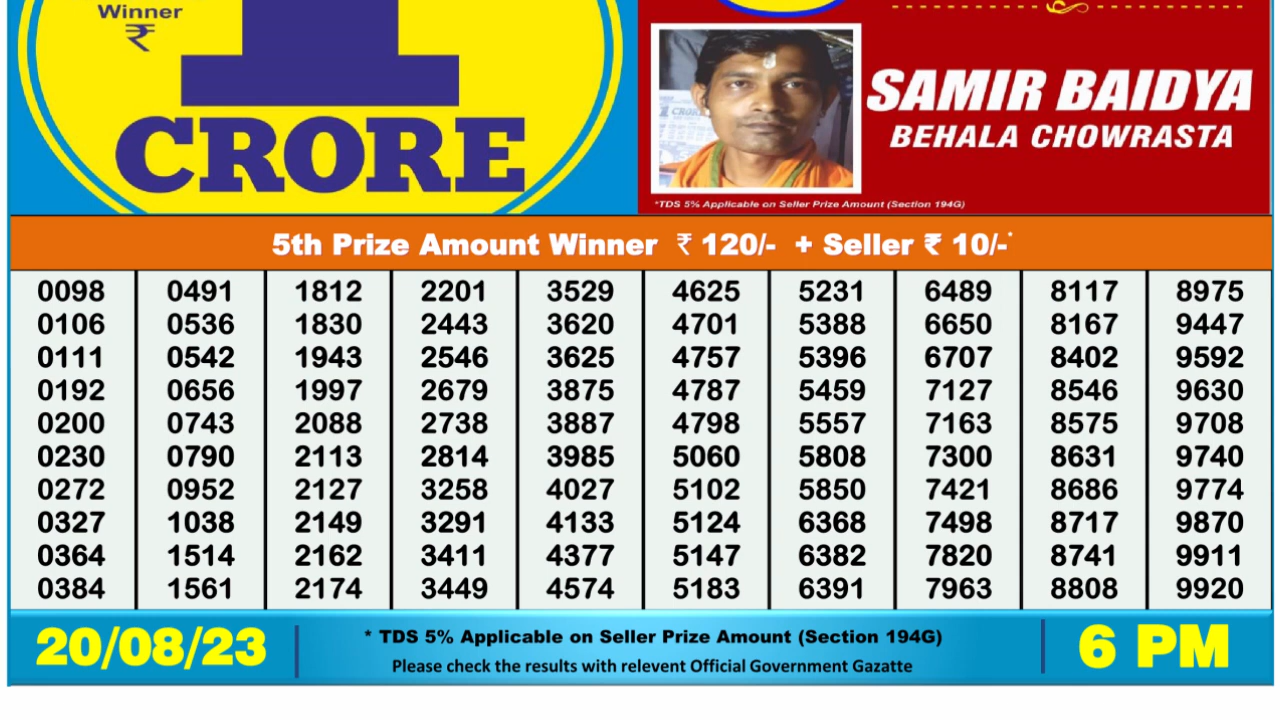 Winner
₹
1
CRORE
SAMIR BAIDYA
BEHALA CHOWRASTA
*TDS 5% Applicable on Seller Prize Amount (Section 194G)
5th Prize Amount Winner ₹ 120/- + Seller ₹ 10/-*
0098 0491 1812 2201 3529 4625 5231 6489 8117 8975
0106 0536 1830 2443 3620 4701 5388 6650 8167 9447
0111 0542 1943 2546 3625 4757 5396 6707 8402 9592
0192 0656 1997 2679 3875 4787 5459 7127 8546 9630
0200 0743 2088 2738 3887 4798 5557 7163 8575 9708
0230 0790 2113 2814 3985 5060 5808 7300 8631 9740
0272 0952 2127 3258 4027 5102 5850 7421 8686 9774
0327 1038 2149 3291 4133 5124 6368 7498 8717 9870
0364 1514 2162 3411 4377 5147 6382 7820 8741 9911
0384 1561 2174 3449 4574 5183 6391 7963 8808 9920
20/08/23
* TDS 5% Applicable on Seller Prize Amount (Section 194G)
Please check the results with relevent Official Government Gazatte
6 PM